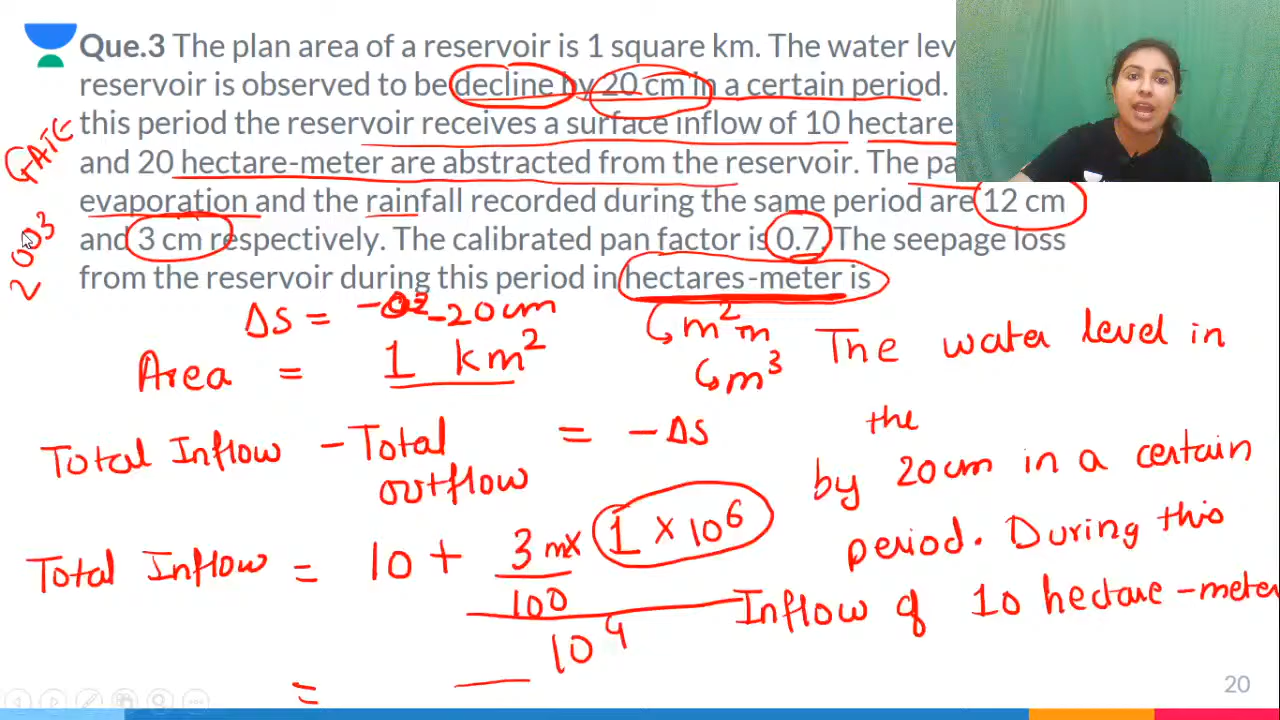 Que.3 The plan area of a reservoir is 1 square km. The water lev
reservoir is observed to be decline by 20 cm in a certain period.
this period the reservoir receives a surface inflow of 10 hectare
and 20 hectare-meter are abstracted from the reservoir. The pa
evaporation and the rainfall recorded during the same period are 12 cm
and 3 cm respectively. The calibrated pan factor is 0.7. The seepage loss
from the reservoir during this period in hectares-meter is
GATE
2003
ΔS = -20cm
Area = 1 km²
m² m
m³
The water level in
the
by 20cm in a certain
period. During this
Inflow of 10 hectare-meter
Total Inflow - Total outflow = -ΔS
Total Inflow = 10 + 3 m × 1 × 10⁶
100
10⁴
=
20